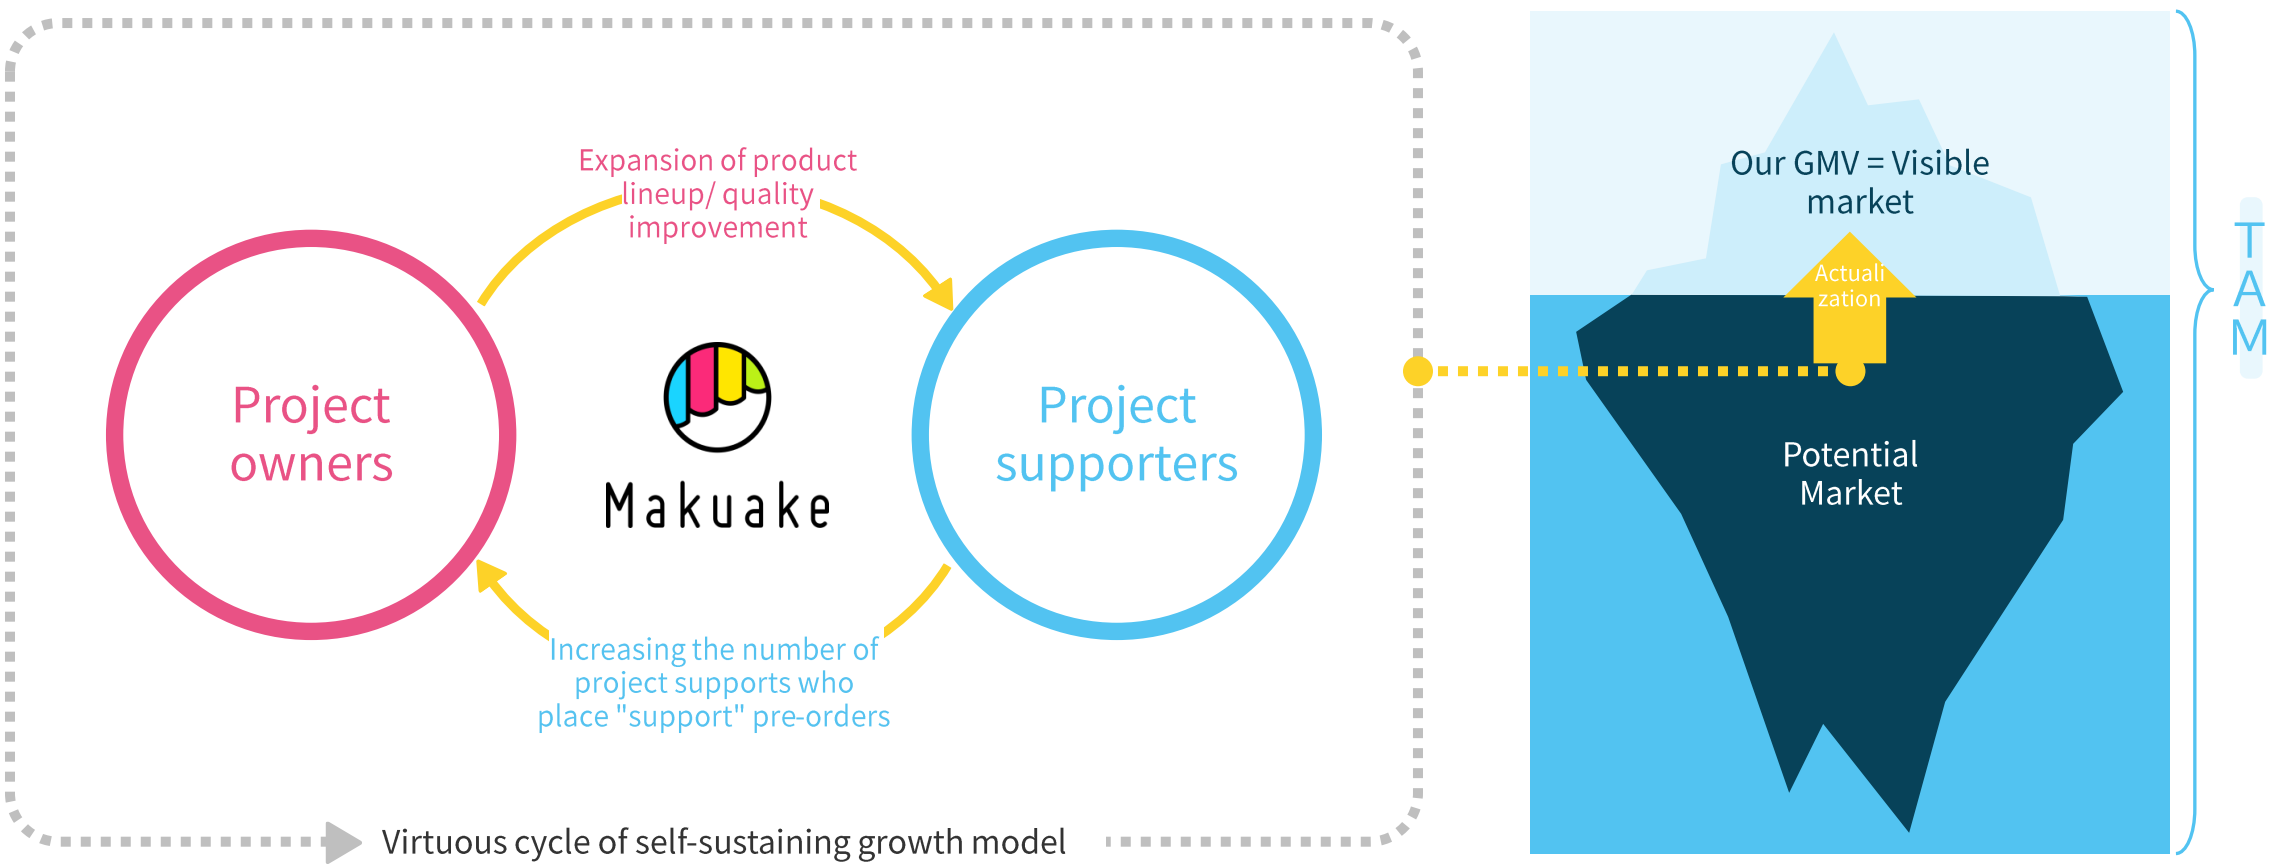 Expansion of product
lineup/ quality
improvement
Project
owners
Makuake
Project
supporters
Increasing the number of
project supports who
place "support" pre-orders
Virtuous cycle of self-sustaining growth model
Our GMV = Visible
market
Actuali
zation
Potential
Market
T
A
M